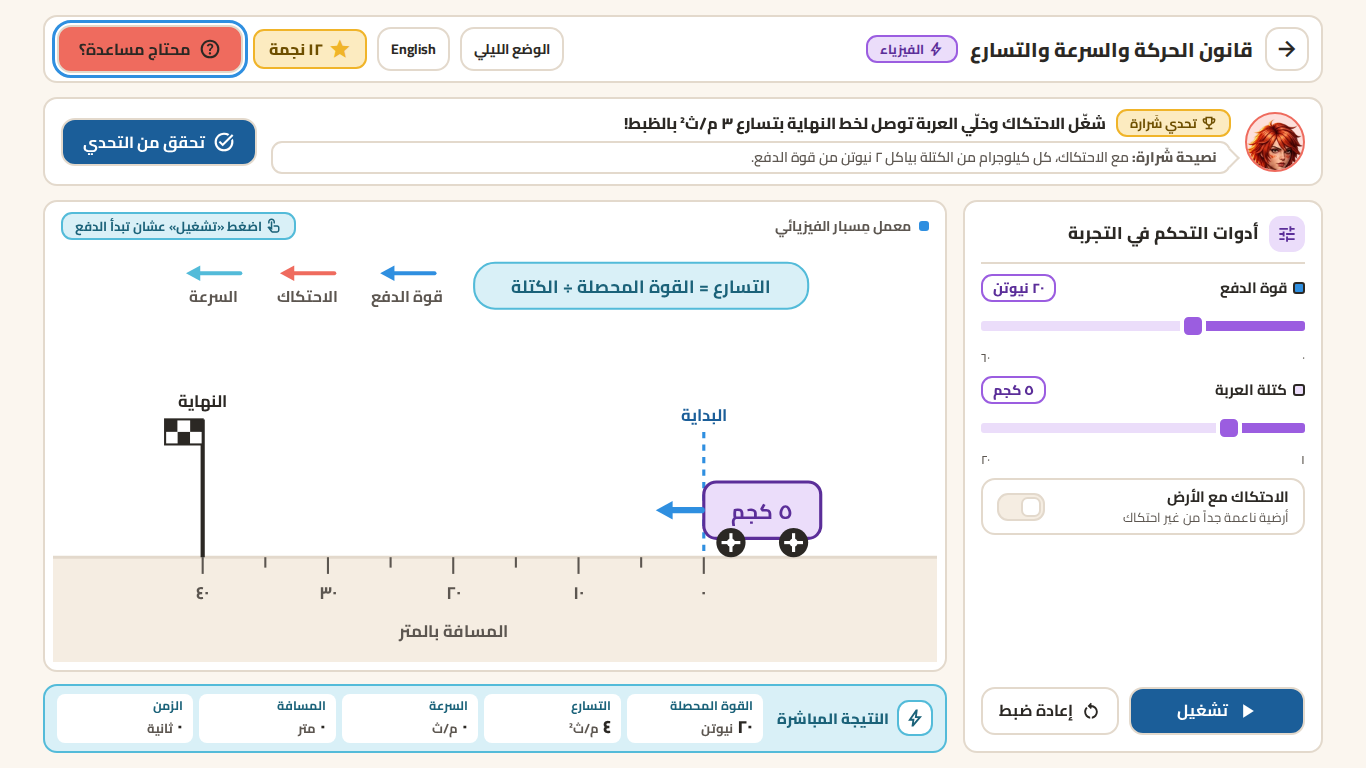 قانون الحركة والسرعة والتسارع
الفيزياء
الوضع الليلي
English
١٢ نجمة
محتاج مساعدة؟
تحدي شرارة
شغّل الاحتكاك وخلّي العربة توصل لخط النهاية بتسارع ٣ م/ث² بالظبط!
نصيحة شرارة: مع الاحتكاك، كل كيلوجرام من الكتلة بياكل ٢ نيوتن من قوة الدفع.
تحقق من التحدي
أدوات التحكم في التجربة
قوة الدفع
٢٠ نيوتن
٠
٦٠
كتلة العربة
٥ كجم
١
٢٠
الاحتكاك مع الأرض
أرضية ناعمة جداً من غير احتكاك
تشغيل
إعادة ضبط
معمل مسبار الفيزيائي
اضغط «تشغيل» عشان تبدأ الدفع
التسارع = القوة المحصلة ÷ الكتلة
قوة الدفع
الاحتكاك
السرعة
النهاية
البداية
٥ كجم
٠
١٠
٢٠
٣٠
٤٠
المسافة بالمتر
النتيجة المباشرة
القوة المحصلة
٢٠ نيوتن
التسارع
٤ م/ث²
السرعة
٠ م/ث
المسافة
٠ متر
الزمن
٠ ثانية